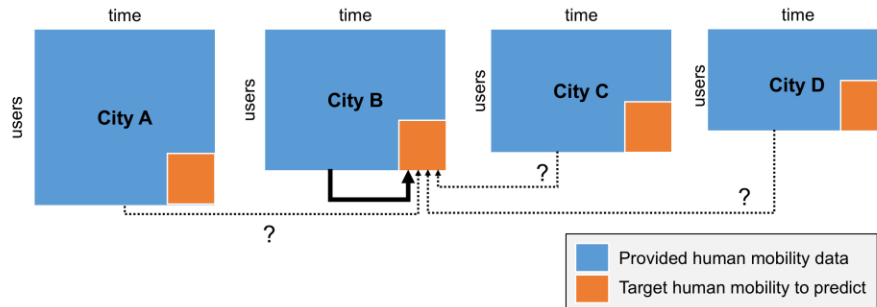 time
time
time
time
users
City A
users
City B
users
City C
users
City D
?
?
?
Provided human mobility data
Target human mobility to predict